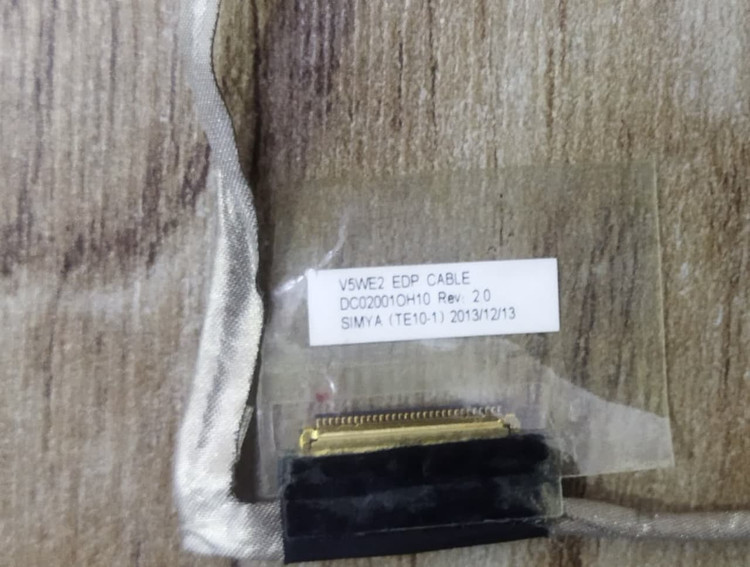 V5WE2 EDP CABLE
DC02001OH10 Rev: 2.0
SIMYA (TE10-1) 2013/12/13